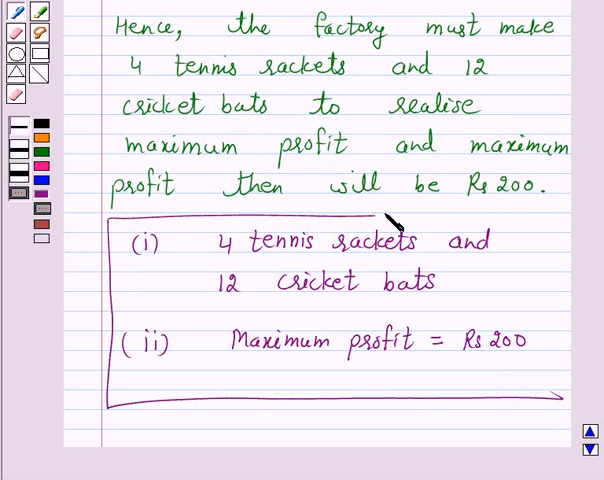 Hence, the factory must make
4 tennis rackets and 12
cricket bats to realise
maximum profit and maximum
profit then will be Rs 200.
(i) 4 tennis rackets and
12 cricket bats
(ii) Maximum profit = Rs 200